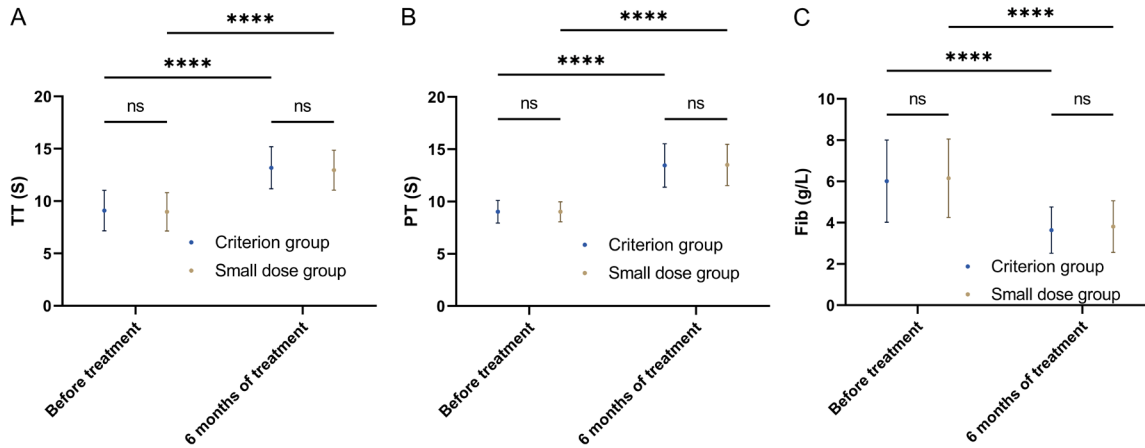 A
****
****
ns
ns
20
15
10
5
0
TT (S)
Criterion group
Small dose group
Before treatment
6 months of treatment
B
****
****
ns
ns
20
15
10
5
0
PT (S)
Criterion group
Small dose group
Before treatment
6 months of treatment
C
****
****
ns
ns
10
8
6
4
2
0
Fib (g/L)
Criterion group
Small dose group
Before treatment
6 months of treatment